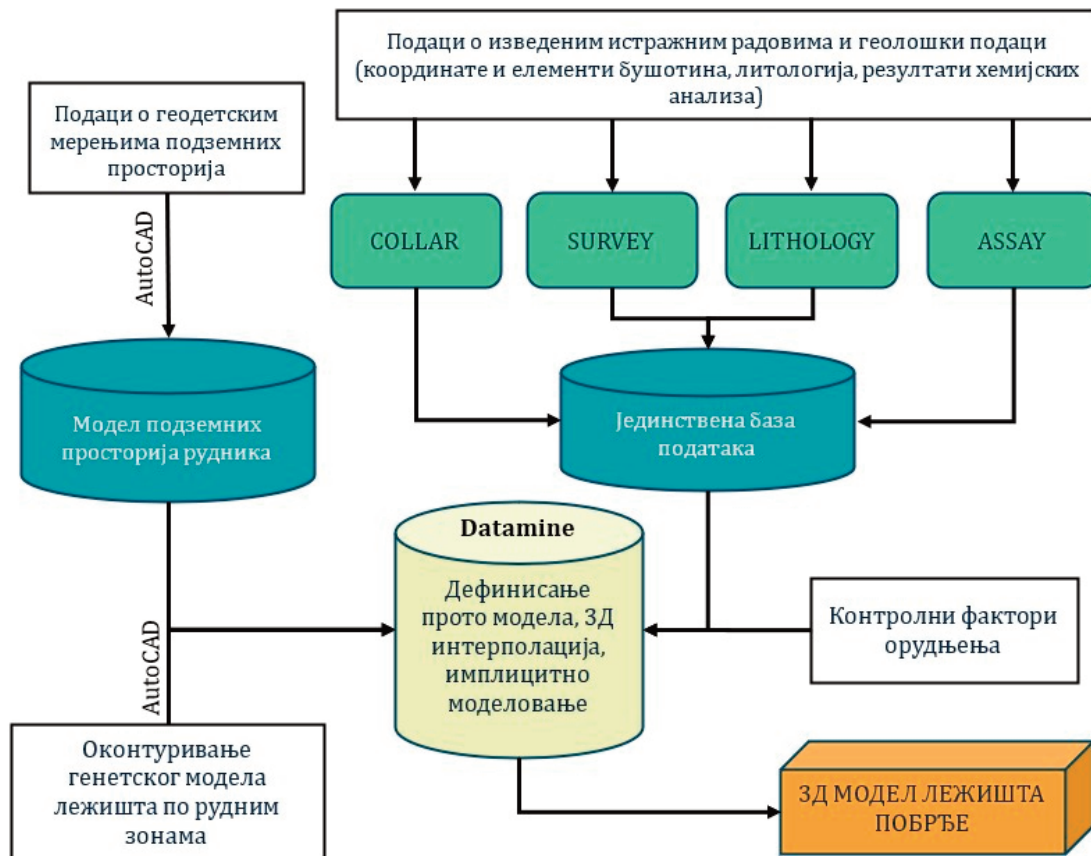 Подаци о изведеним истражним радовима и геолошки подаци
(координате и елементи бушотина, литологија, резултати хемијских
анализа)
Подаци о геодетским
мерењима подземних
просторија
AutoCAD
COLLAR
SURVEY
LITHOLOGY
ASSAY
Модел подземних
просторија рудника
Јединствена база
података
Datamine
Дефинисање
прото модела, 3Д
интерполација,
имплицитно
моделовање
Контролни фактори
орудњења
AutoCAD
Оконтуривање
генетског модела
лежишта по рудним
зонама
3Д МОДЕЛ ЛЕЖИШТА
ПОБРЂЕ